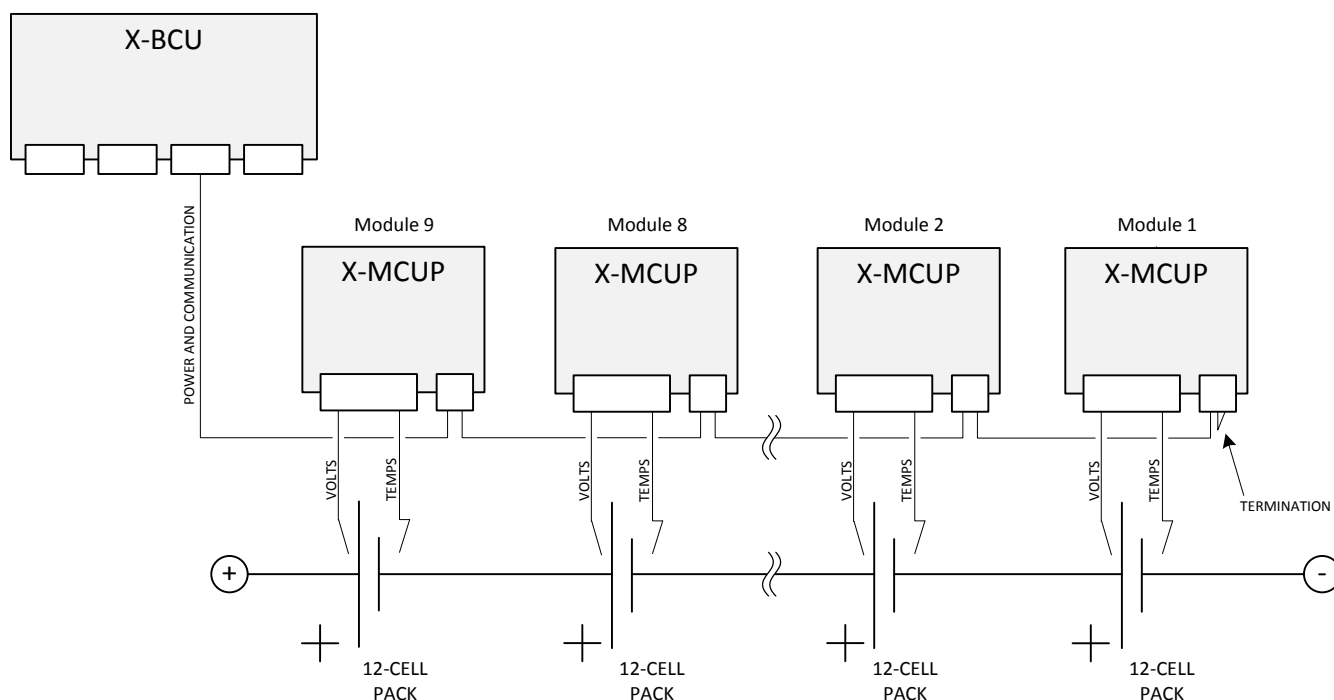 X-BCU
POWER AND COMMUNICATION
Module 9
Module 8
Module 2
Module 1
X-MCUP
X-MCUP
X-MCUP
X-MCUP
VOLTS
TEMPS
VOLTS
TEMPS
VOLTS
TEMPS
VOLTS
TEMPS
TERMINATION
+
-
+
+
+
+
12-CELL
PACK
12-CELL
PACK
12-CELL
PACK
12-CELL
PACK